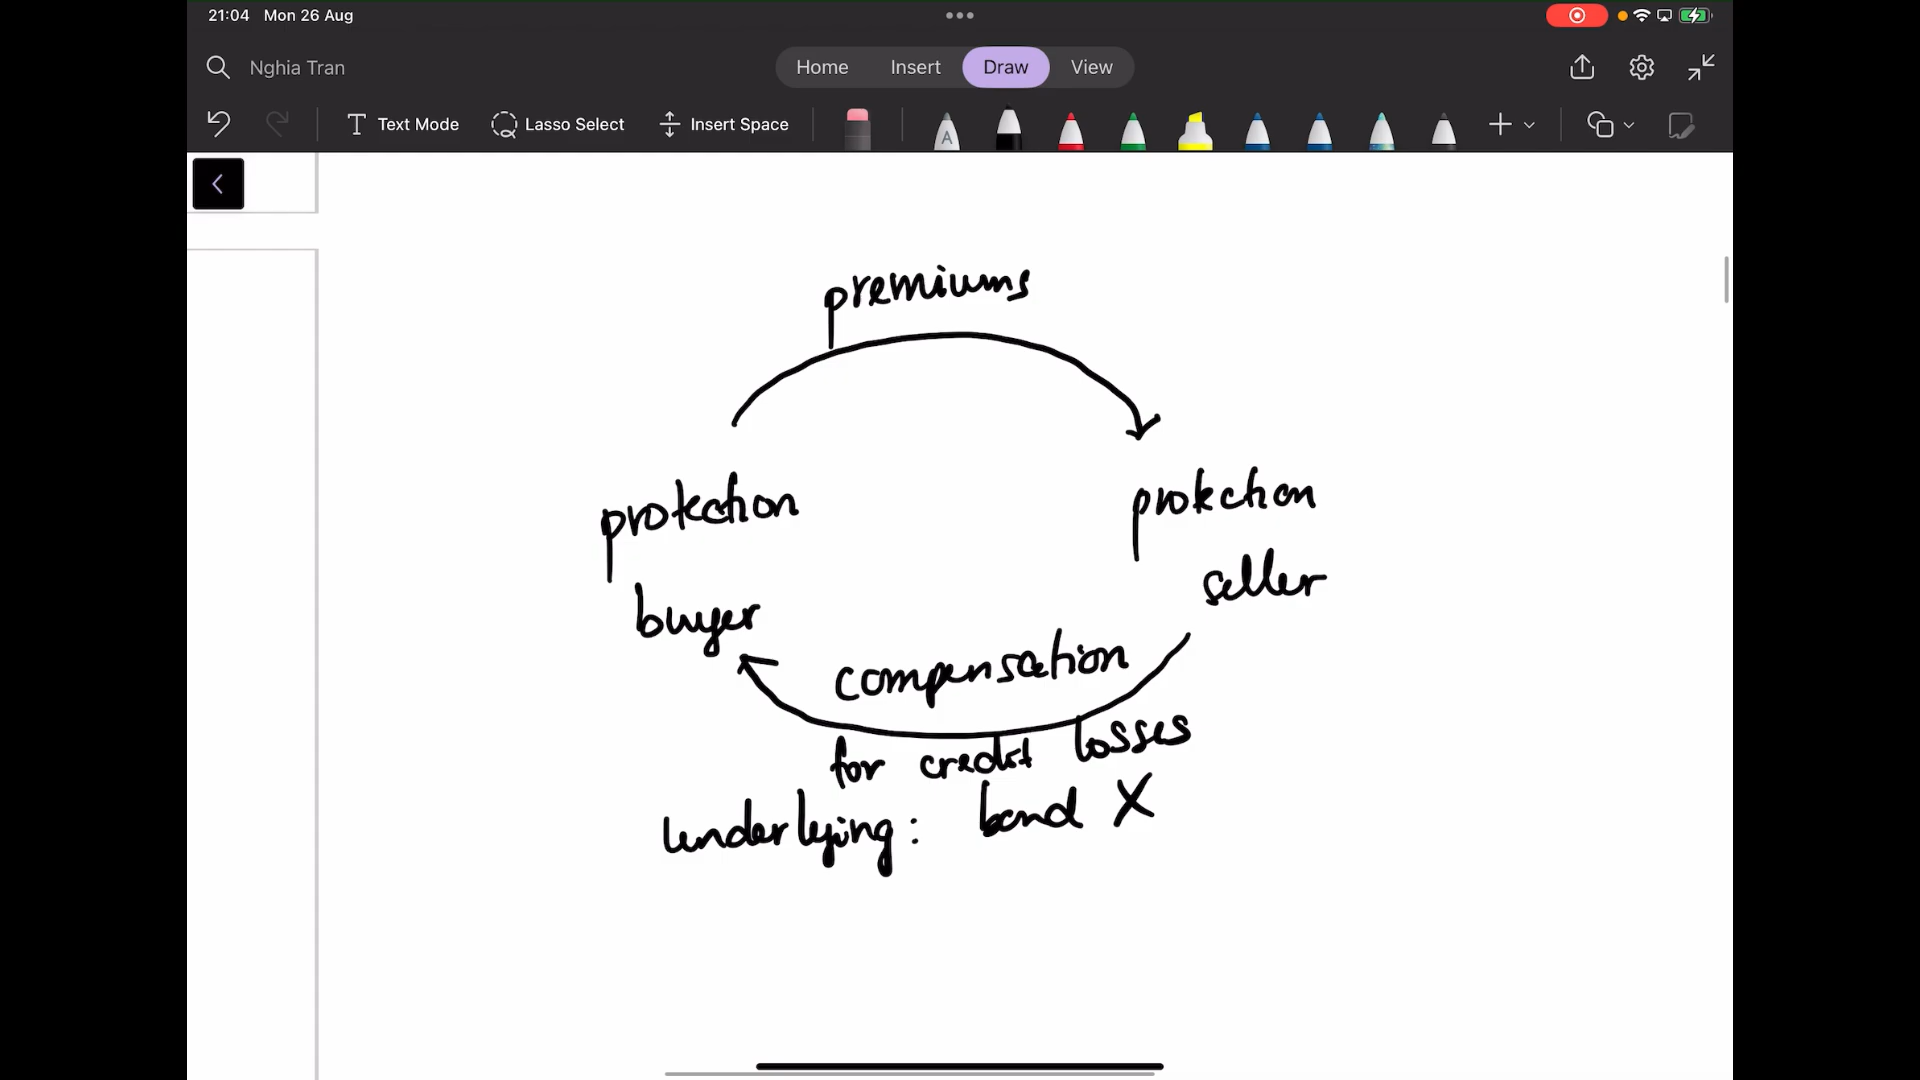 21:04 Mon 26 Aug
Nghia Tran
Home Insert Draw View
Text Mode Lasso Select Insert Space
A
premiums
protection protection
buyer seller
compensation
for credit losses
underlying: bond X